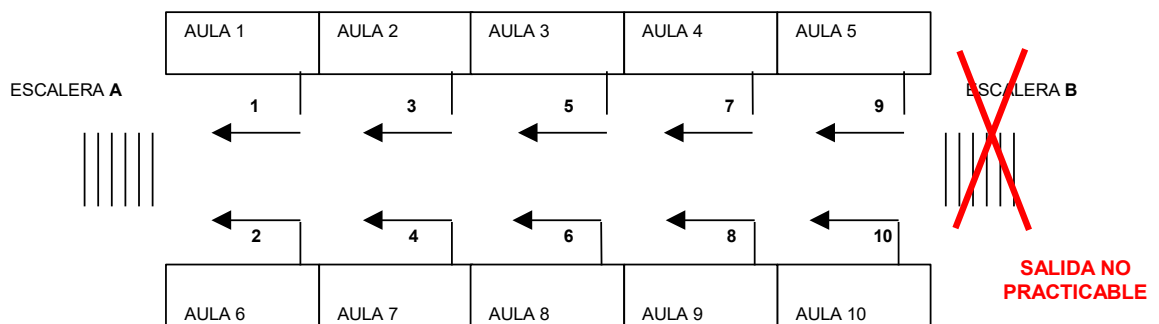 AULA 1
AULA 2
AULA 3
AULA 4
AULA 5
ESCALERA A
ESCALERA B
1
3
5
7
9
2
4
6
8
10
SALIDA NO
PRACTICABLE
AULA 6
AULA 7
AULA 8
AULA 9
AULA 10